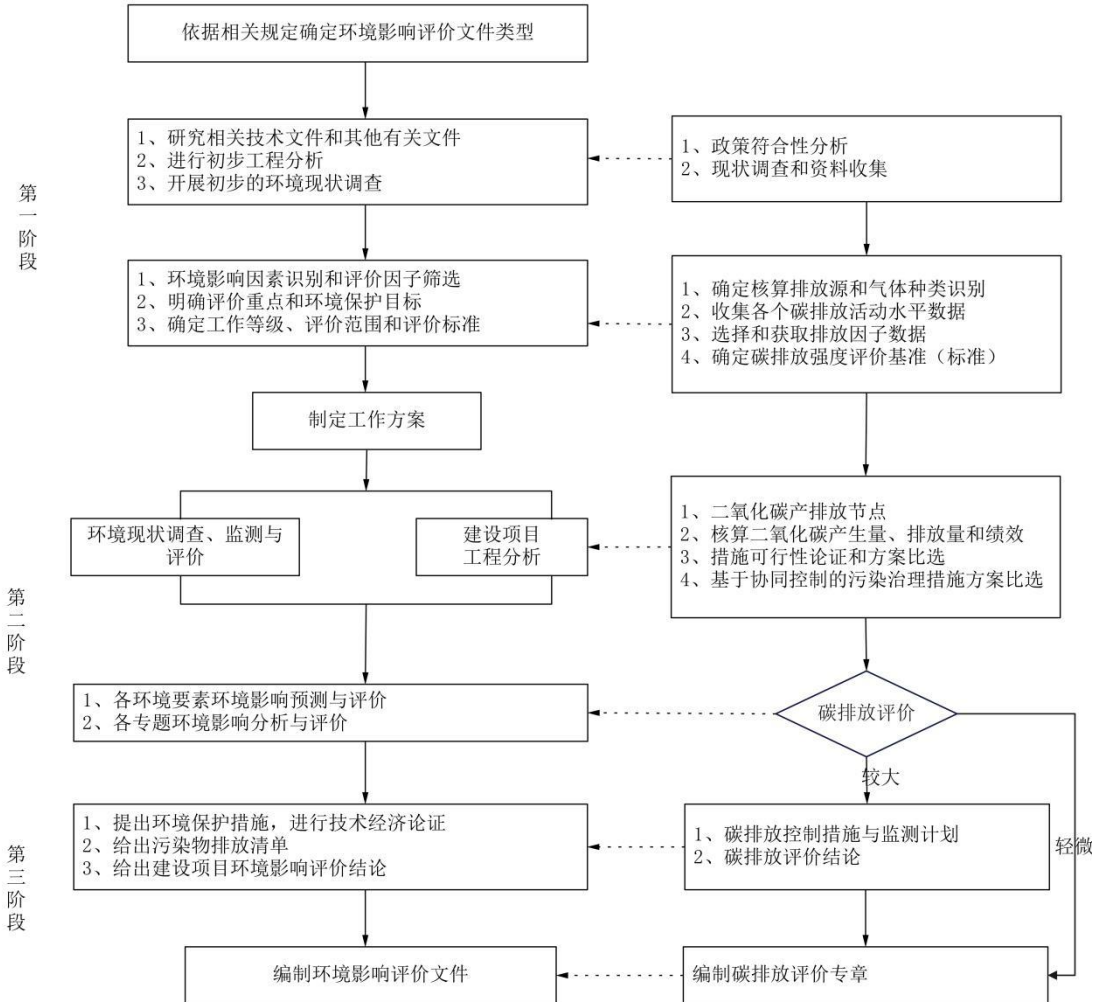 依据相关规定确定环境影响评价文件类型
第一阶段
1、研究相关技术文件和其他有关文件
2、进行初步工程分析
3、开展初步的环境现状调查
1、政策符合性分析
2、现状调查和资料收集
1、环境影响因素识别和评价因子筛选
2、明确评价重点和环境保护目标
3、确定工作等级、评价范围和评价标准
1、确定核算排放源和气体种类识别
2、收集各个碳排放活动水平数据
3、选择和获取排放因子数据
4、确定碳排放强度评价基准（标准）
制定工作方案
第二阶段
环境现状调查、监测与
评价
建设项目
工程分析
1、二氧化碳产排放节点
2、核算二氧化碳产生量、排放量和绩效
3、措施可行性论证和方案比选
4、基于协同控制的污染治理措施方案比选
1、各环境要素环境影响预测与评价
2、各专题环境影响分析与评价
碳排放评价
较大
轻微
第三阶段
1、提出环境保护措施，进行技术经济论证
2、给出污染物排放清单
3、给出建设项目环境影响评价结论
1、碳排放控制措施与监测计划
2、碳排放评价结论
编制环境影响评价文件
编制碳排放评价专章